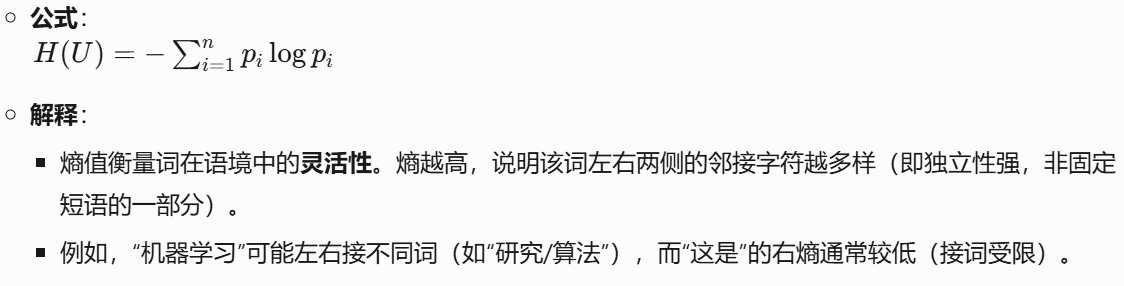 公式：
H(U) = − ∑ⁿᵢ₌₁ pᵢ log pᵢ
解释：
熵值衡量词在语境中的灵活性。熵越高，说明该词左右两侧的邻接字符越多样（即独立性强，非固定
短语的一部分）。
例如，“机器学习”可能左右接不同词（如“研究/算法”），而“这是”的右熵通常较低（接词受限）。